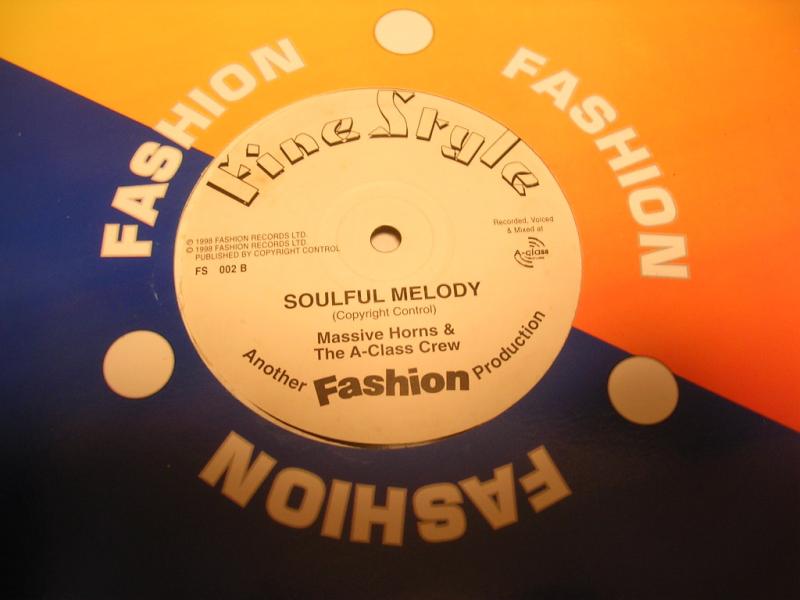 FASHION
FASHION
Fine Style
© 1998 FASHION RECORDS LTD.
© 1998 FASHION RECORDS LTD.
PUBLISHED BY COPYRIGHT CONTROL
FS 002 B
Recorded, Voiced
& Mixed at
A-class
SOULFUL MELODY
(Copyright Control)
Massive Horns &
The A-Class Crew
Another Fashion Production
FASHION